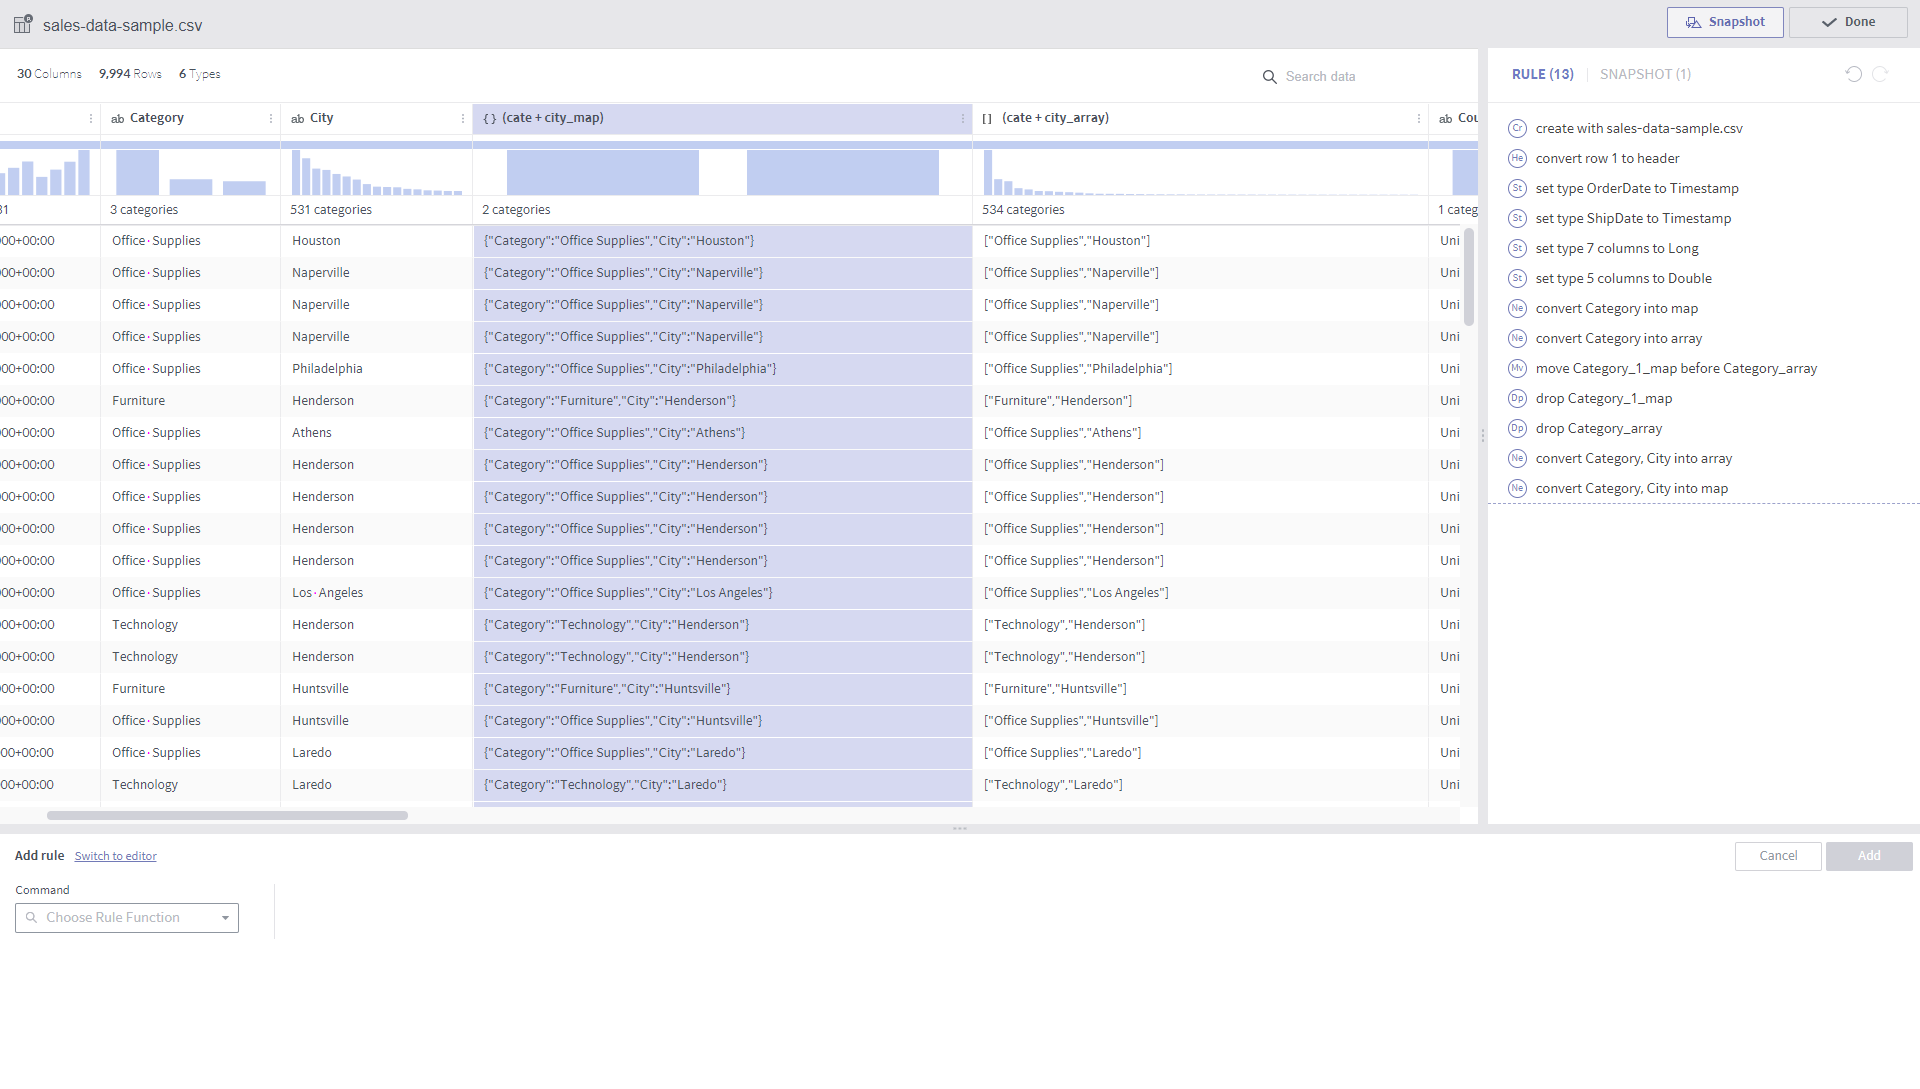 sales-data-sample.csv
Snapshot
Done
30 Columns 9,994 Rows 6 Types
Search data
RULE (13) SNAPSHOT (1)
ab Category ab City {} (cate + city_map) [] (cate + city_array) ab Cou
31 3 categories 531 categories 2 categories 534 categories 1 categ
000+00:00 Office·Supplies Houston {"Category":"Office Supplies","City":"Houston"} ["Office Supplies","Houston"] Uni
000+00:00 Office·Supplies Naperville {"Category":"Office Supplies","City":"Naperville"} ["Office Supplies","Naperville"] Uni
000+00:00 Office·Supplies Naperville {"Category":"Office Supplies","City":"Naperville"} ["Office Supplies","Naperville"] Uni
000+00:00 Office·Supplies Naperville {"Category":"Office Supplies","City":"Naperville"} ["Office Supplies","Naperville"] Uni
000+00:00 Office·Supplies Philadelphia {"Category":"Office Supplies","City":"Philadelphia"} ["Office Supplies","Philadelphia"] Uni
000+00:00 Furniture Henderson {"Category":"Furniture","City":"Henderson"} ["Furniture","Henderson"] Uni
000+00:00 Office·Supplies Athens {"Category":"Office Supplies","City":"Athens"} ["Office Supplies","Athens"] Uni
000+00:00 Office·Supplies Henderson {"Category":"Office Supplies","City":"Henderson"} ["Office Supplies","Henderson"] Uni
000+00:00 Office·Supplies Henderson {"Category":"Office Supplies","City":"Henderson"} ["Office Supplies","Henderson"] Uni
000+00:00 Office·Supplies Henderson {"Category":"Office Supplies","City":"Henderson"} ["Office Supplies","Henderson"] Uni
000+00:00 Office·Supplies Henderson {"Category":"Office Supplies","City":"Henderson"} ["Office Supplies","Henderson"] Uni
000+00:00 Office·Supplies Los·Angeles {"Category":"Office Supplies","City":"Los Angeles"} ["Office Supplies","Los Angeles"] Uni
000+00:00 Technology Henderson {"Category":"Technology","City":"Henderson"} ["Technology","Henderson"] Uni
000+00:00 Technology Henderson {"Category":"Technology","City":"Henderson"} ["Technology","Henderson"] Uni
000+00:00 Furniture Huntsville {"Category":"Furniture","City":"Huntsville"} ["Furniture","Huntsville"] Uni
000+00:00 Office·Supplies Huntsville {"Category":"Office Supplies","City":"Huntsville"} ["Office Supplies","Huntsville"] Uni
000+00:00 Office·Supplies Laredo {"Category":"Office Supplies","City":"Laredo"} ["Office Supplies","Laredo"] Uni
000+00:00 Technology Laredo {"Category":"Technology","City":"Laredo"} ["Technology","Laredo"] Uni
Cr create with sales-data-sample.csv
He convert row 1 to header
St set type OrderDate to Timestamp
St set type ShipDate to Timestamp
St set type 7 columns to Long
St set type 5 columns to Double
Ne convert Category into map
Ne convert Category into array
Mv move Category_1_map before Category_array
Dp drop Category_1_map
Dp drop Category_array
Ne convert Category, City into array
Ne convert Category, City into map
Add rule Switch to editor
Cancel
Add
Command
Choose Rule Function